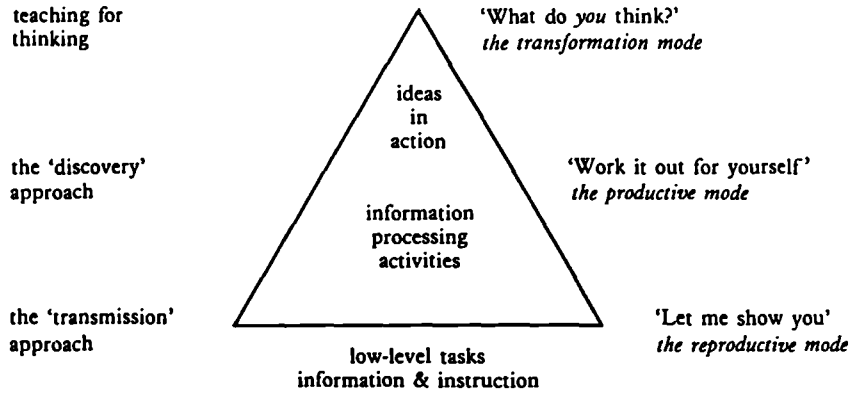 teaching for
thinking
'What do you think?'
the transformation mode
ideas
in
action
the 'discovery'
approach
'Work it out for yourself'
the productive mode
information
processing
activities
the 'transmission'
approach
'Let me show you'
the reproductive mode
low-level tasks
information & instruction